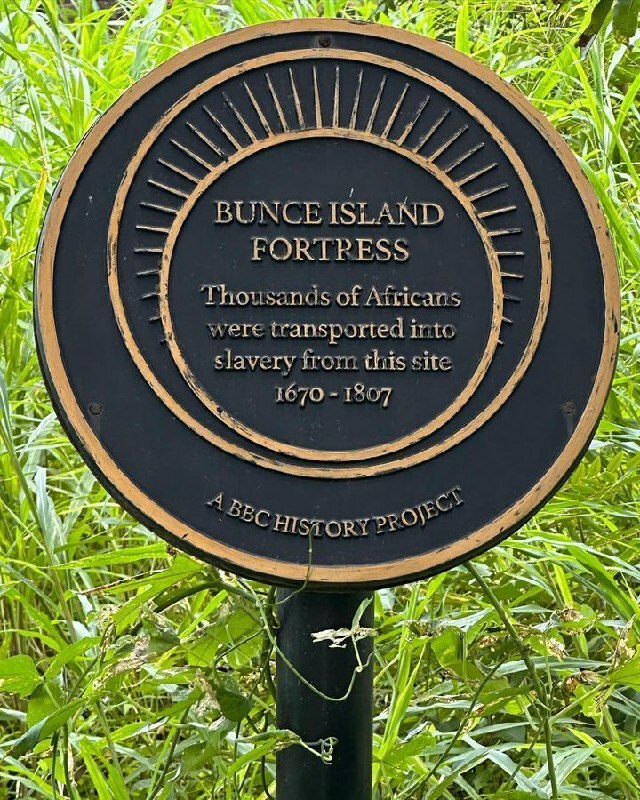 BUNCE ISLAND
FORTRESS
Thousands of Africans
were transported into
slavery from this site
1670 - 1807
A BBC HISTORY PROJECT